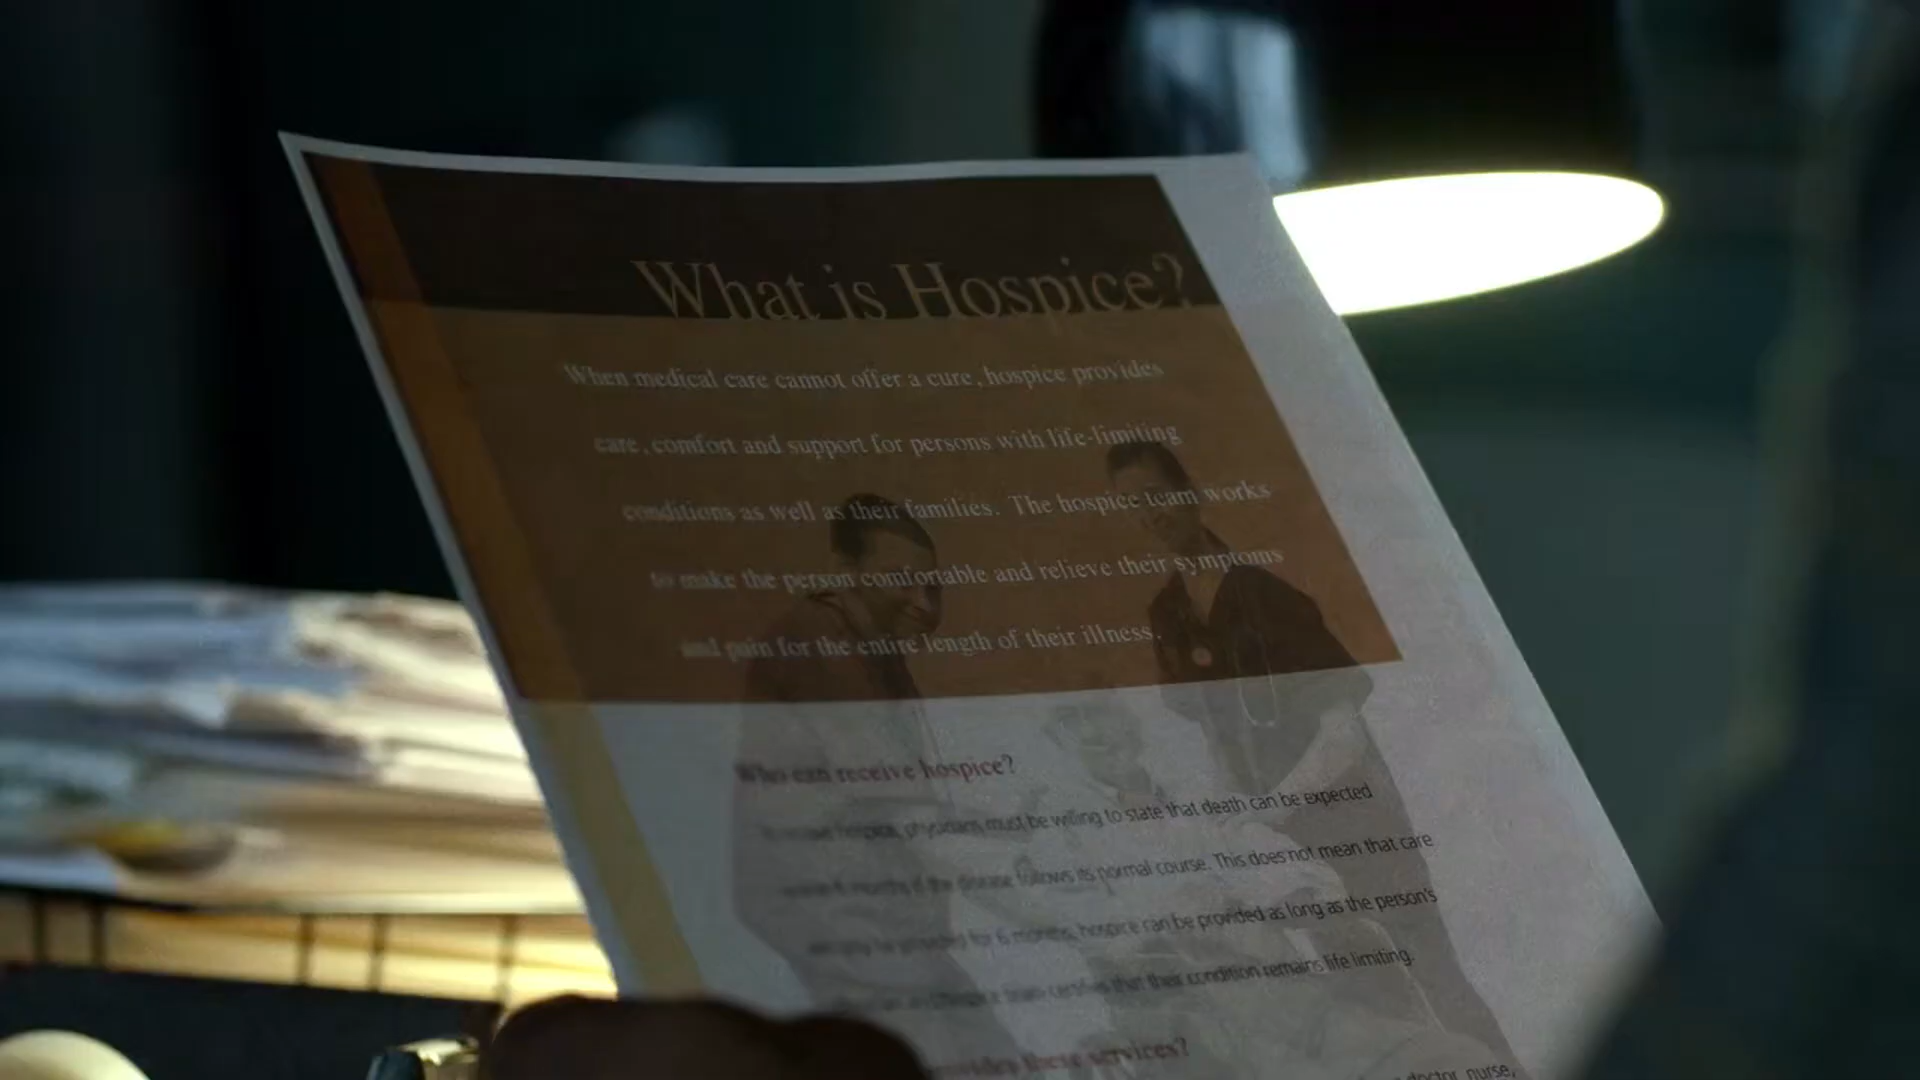 What is Hospice?
When medical care cannot offer a cure, hospice provides
care, comfort and support for persons with life-limiting
conditions as well as their families. The hospice team works
to make the person comfortable and relieve their symptoms
and pain for the entire length of their illness.
Who can receive hospice?
hospice, physicians must be willing to state that death can be expected
months if the disease follows its normal course. This does not mean that care
for 6 months, hospice can be provided as long as the person's
that their condition remains life limiting.
these services?
doctor, nurse,